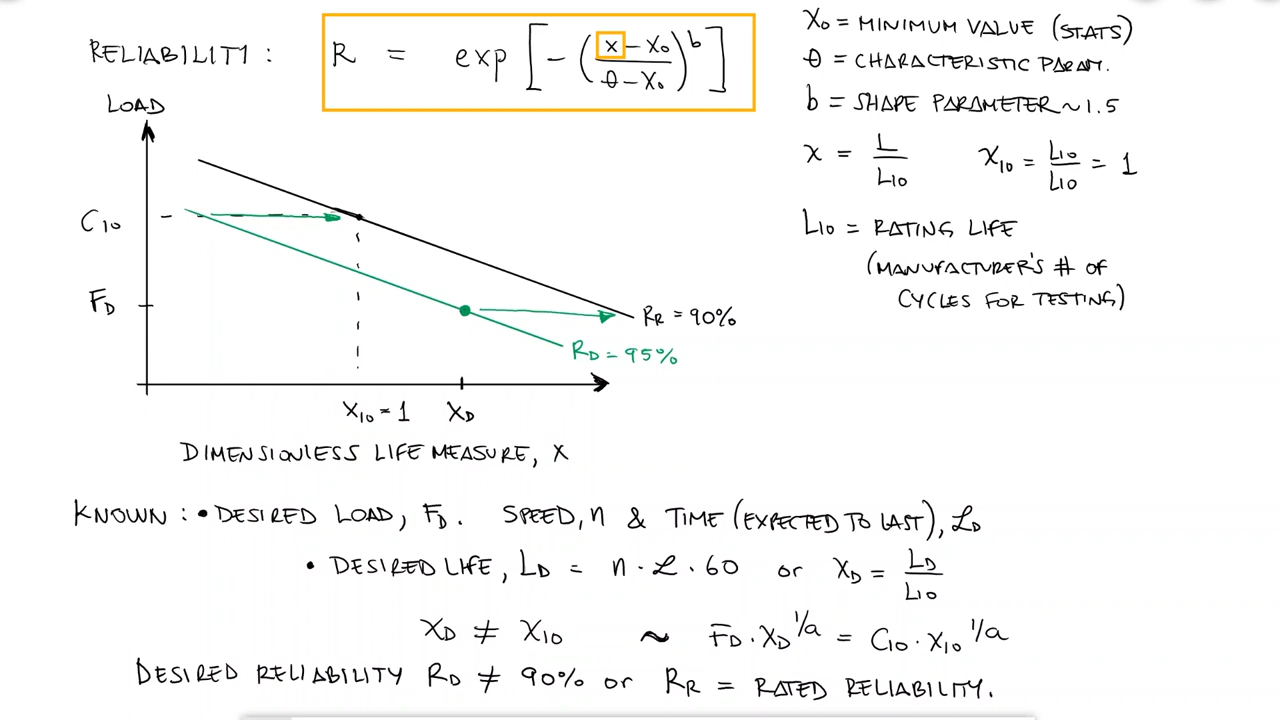 RELIABILITY : R = exp [ - ( (x - x₀) / (θ - x₀) )^b ]
x₀ = MINIMUM VALUE (STATS)
θ = CHARACTERISTIC PARAM.
b = SHAPE PARAMETER ~ 1.5
x = L / L₁₀ x₁₀ = L₁₀ / L₁₀ = 1
L₁₀ = RATING LIFE
(MANUFACTURER'S # OF
CYCLES FOR TESTING)
LOAD
C₁₀
F_D
R_R = 90%
R_D = 95%
x₁₀ = 1 x_D
DIMENSIONLESS LIFE MEASURE, x
KNOWN : • DESIRED LOAD, F_D. SPEED, n & TIME (EXPECTED TO LAST), ℒ_D
• DESIRED LIFE, L_D = n · ℒ · 60 or x_D = L_D / L₁₀
x_D ≠ x₁₀ ~ F_D · x_D^1/a = C₁₀ · x₁₀^1/a
DESIRED RELIABILITY R_D ≠ 90% or R_R = RATED RELIABILITY.